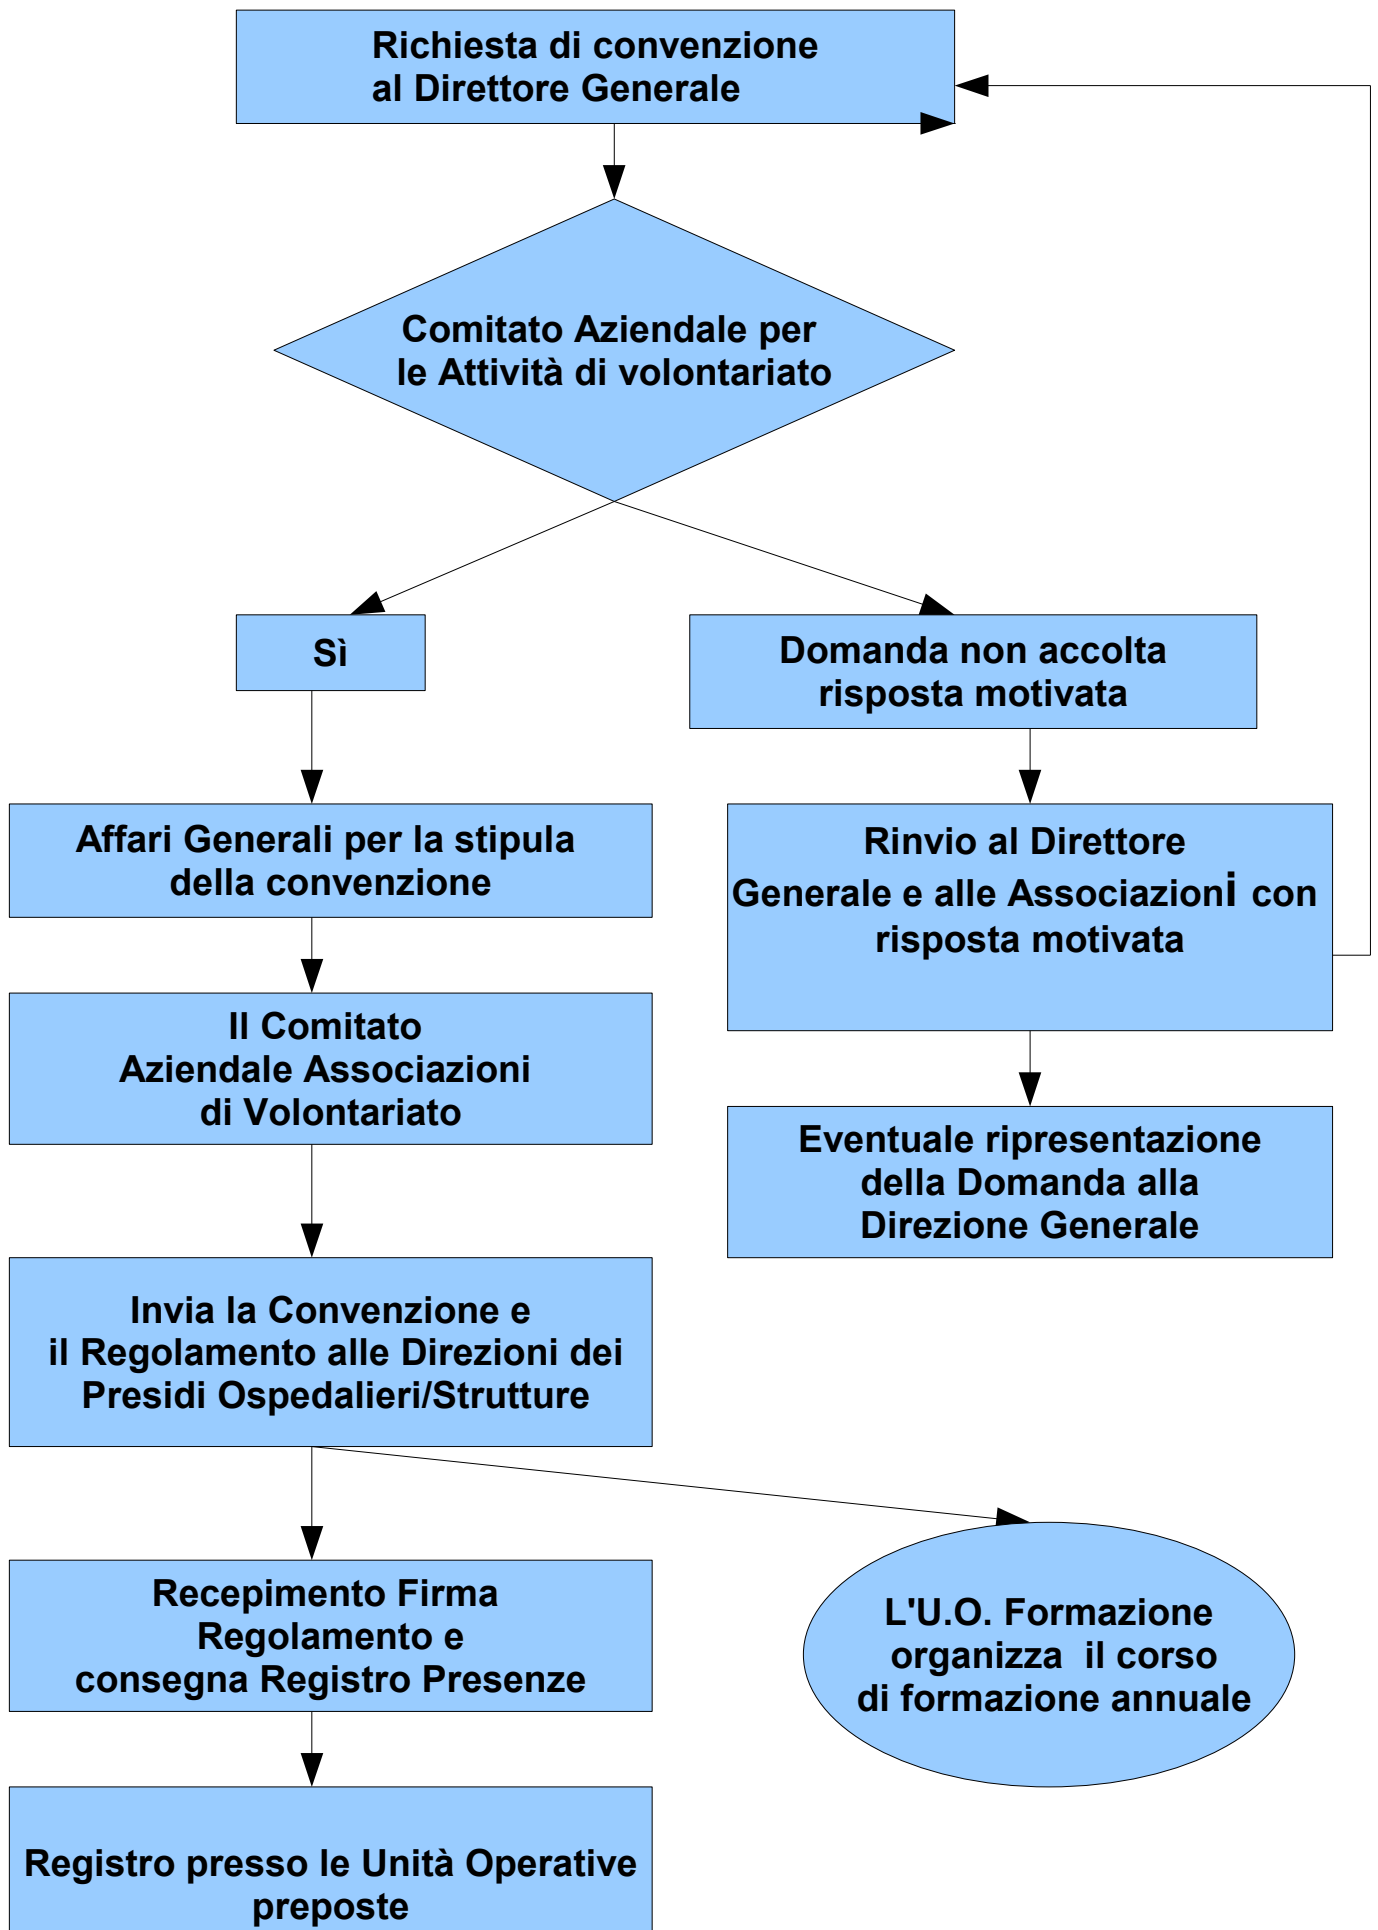 Richiesta di convenzione
al Direttore Generale
Comitato Aziendale per
le Attività di volontariato
Sì
Domanda non accolta
risposta motivata
Affari Generali per la stipula
della convenzione
Rinvio al Direttore
Generale e alle Associazioni con
risposta motivata
Il Comitato
Aziendale Associazioni
di Volontariato
Eventuale ripresentazione
della Domanda alla
Direzione Generale
Invia la Convenzione e
il Regolamento alle Direzioni dei
Presidi Ospedalieri/Strutture
Recepimento Firma
Regolamento e
consegna Registro Presenze
L'U.O. Formazione
organizza  il corso
di formazione annuale
Registro presso le Unità Operative
preposte